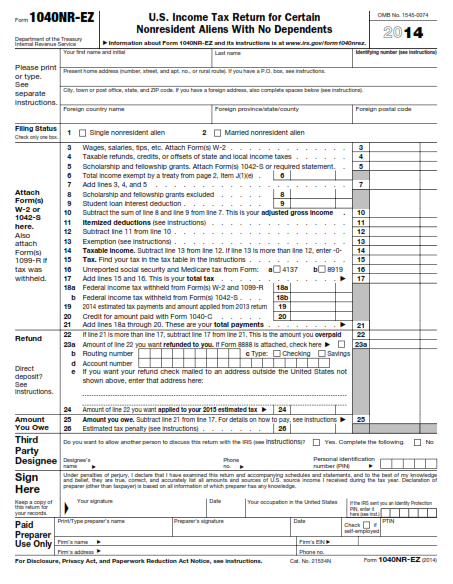 Form 1040NR-EZ
Department of the Treasury
Internal Revenue Service
U.S. Income Tax Return for Certain
Nonresident Aliens With No Dependents
▶ Information about Form 1040NR-EZ and its instructions is at www.irs.gov/form1040nrez.
OMB No. 1545-0074
2014
Please print or type. See separate instructions.
Your first name and initial
Last name
Identifying number (see instructions)
Present home address (number, street, and apt. no., or rural route). If you have a P.O. box, see instructions.
City, town or post office, state, and ZIP code. If you have a foreign address, also complete spaces below (see instructions).
Foreign country name
Foreign province/state/county
Foreign postal code
Filing Status
Check only one box.
1 Single nonresident alien 2 Married nonresident alien
Attach Form(s) W-2 or 1042-S here. Also attach Form(s) 1099-R if tax was withheld.
3 Wages, salaries, tips, etc. Attach Form(s) W-2 3
4 Taxable refunds, credits, or offsets of state and local income taxes 4
5 Scholarship and fellowship grants. Attach Form(s) 1042-S or required statement. 5
6 Total income exempt by a treaty from page 2, Item J(1)(e) 6
7 Add lines 3, 4, and 5 7
8 Scholarship and fellowship grants excluded 8
9 Student loan interest deduction 9
10 Subtract the sum of line 8 and line 9 from line 7. This is your adjusted gross income 10
11 Itemized deductions (see instructions) 11
12 Subtract line 11 from line 10 12
13 Exemption (see instructions) 13
14 Taxable income. Subtract line 13 from line 12. If line 13 is more than line 12, enter -0- 14
15 Tax. Find your tax in the tax table in the instructions 15
16 Unreported social security and Medicare tax from Form: a 4137 b 8919 16
17 Add lines 15 and 16. This is your total tax ▶ 17
18a Federal income tax withheld from Form(s) W-2 and 1099-R 18a
b Federal income tax withheld from Form(s) 1042-S 18b
19 2014 estimated tax payments and amount applied from 2013 return 19
20 Credit for amount paid with Form 1040-C 20
21 Add lines 18a through 20. These are your total payments ▶ 21
Refund
Direct deposit? See instructions.
22 If line 21 is more than line 17, subtract line 17 from line 21. This is the amount you overpaid 22
23a Amount of line 22 you want refunded to you. If Form 8888 is attached, check here ▶ 23a
b Routing number c Type: Checking Savings
d Account number
e If you want your refund check mailed to an address outside the United States not
shown above, enter that address here:
24 Amount of line 22 you want applied to your 2015 estimated tax ▶ 24
Amount You Owe
25 Amount you owe. Subtract line 21 from line 17. For details on how to pay, see instructions ▶ 25
26 Estimated tax penalty (see instructions) 26
Third Party Designee
Do you want to allow another person to discuss this return with the IRS (see instructions)? Yes. Complete the following. No
Designee's name ▶
Phone no. ▶
Personal identification number (PIN) ▶
Sign Here
Keep a copy of this return for your records.
Under penalties of perjury, I declare that I have examined this return and accompanying schedules and statements, and to the best of my knowledge
and belief, they are true, correct, and accurately list all amounts and sources of U.S. source income I received during the tax year. Declaration of
preparer (other than taxpayer) is based on all information of which preparer has any knowledge.
Your signature
Date
Your occupation in the United States
If the IRS sent you an Identity Protection PIN, enter it here (see inst.)
Paid Preparer Use Only
Print/Type preparer's name
Preparer's signature
Date
Check if self-employed
PTIN
Firm's name ▶
Firm's EIN ▶
Firm's address ▶
Phone no.
For Disclosure, Privacy Act, and Paperwork Reduction Act Notice, see instructions. Cat. No. 21534N Form 1040NR-EZ (2014)